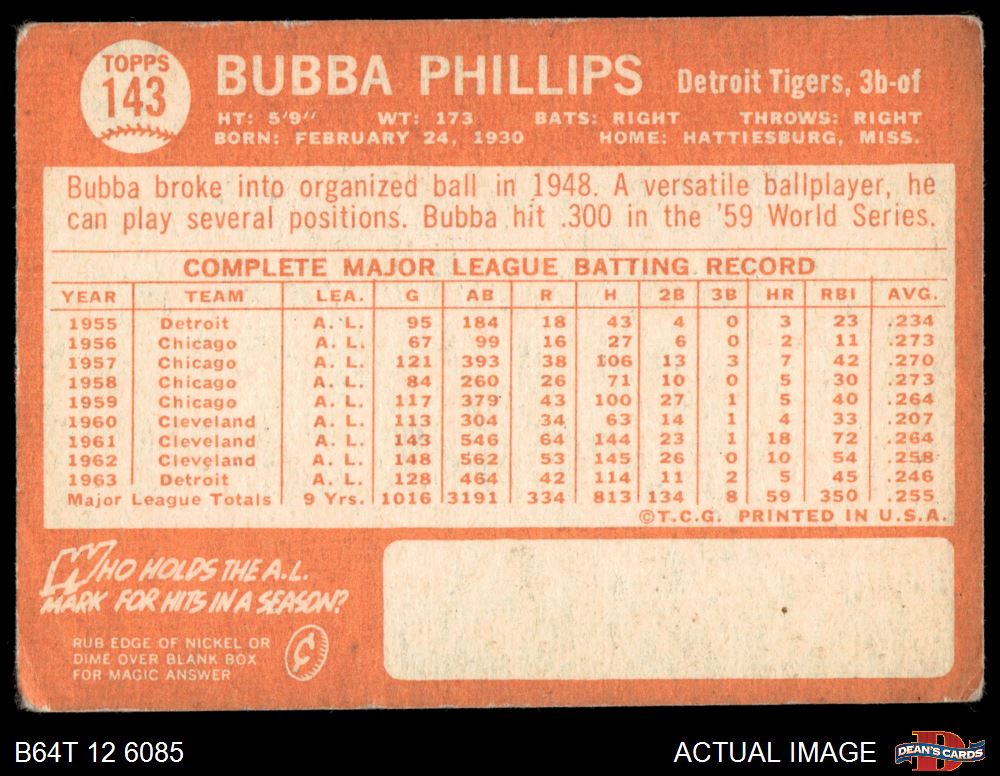 TOPPS
143
BUBBA PHILLIPS Detroit Tigers, 3b-of
HT: 5'9" WT: 173 BATS: RIGHT THROWS: RIGHT
BORN: FEBRUARY 24, 1930 HOME: HATTIESBURG, MISS.
Bubba broke into organized ball in 1948. A versatile ballplayer, he
can play several positions. Bubba hit .300 in the '59 World Series.
COMPLETE MAJOR LEAGUE BATTING RECORD
YEAR TEAM LEA. G AB R H 2B 3B HR RBI AVG.
1955 Detroit A. L. 95 184 18 43 4 0 3 23 .234
1956 Chicago A. L. 67 99 16 27 6 0 2 11 .273
1957 Chicago A. L. 121 393 38 106 13 3 7 42 .270
1958 Chicago A. L. 84 260 26 71 10 0 5 30 .273
1959 Chicago A. L. 117 379 43 100 27 1 5 40 .264
1960 Cleveland A. L. 113 304 34 63 14 1 4 33 .207
1961 Cleveland A. L. 143 546 64 144 23 1 18 72 .264
1962 Cleveland A. L. 148 562 53 145 26 0 10 54 .258
1963 Detroit A. L. 128 464 42 114 11 2 5 45 .246
Major League Totals 9 Yrs. 1016 3191 334 813 134 8 59 350 .255
©T.C.G. PRINTED IN U.S.A.
WHO HOLDS THE A.L.
MARK FOR HITS IN A SEASON?
RUB EDGE OF NICKEL OR
DIME OVER BLANK BOX
FOR MAGIC ANSWER
¢
B64T 12 6085 ACTUAL IMAGE DEAN'S CARDS